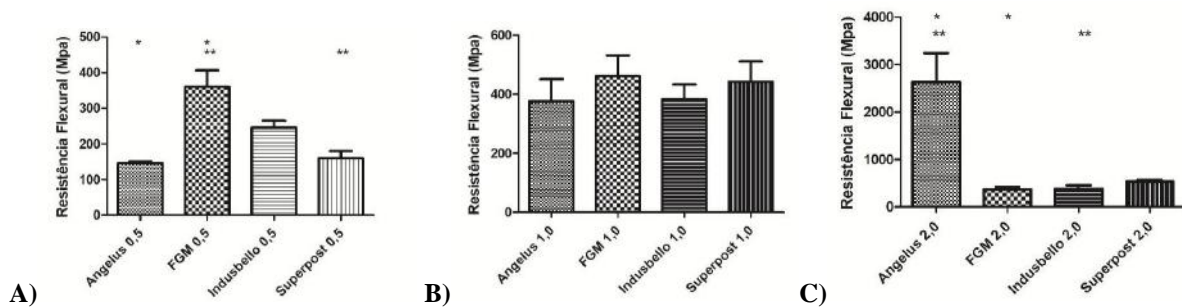 Resistência Flexural (Mpa)
500
400
300
200
100
0
*
*
**
**
Angelus 0,5
FGM 0,5
Indusbello 0,5
Superpost 0,5
A)
Resistência Flexural (Mpa)
600
400
200
0
Angelus 1,0
FGM 1,0
Indusbello 1,0
Superpost 1,0
B)
Resistência Flexural (Mpa)
4000
3000
2000
1000
0
*
**
*
**
Angelus 2,0
FGM 2,0
Indusbello 2,0
Superpost 2,0
C)